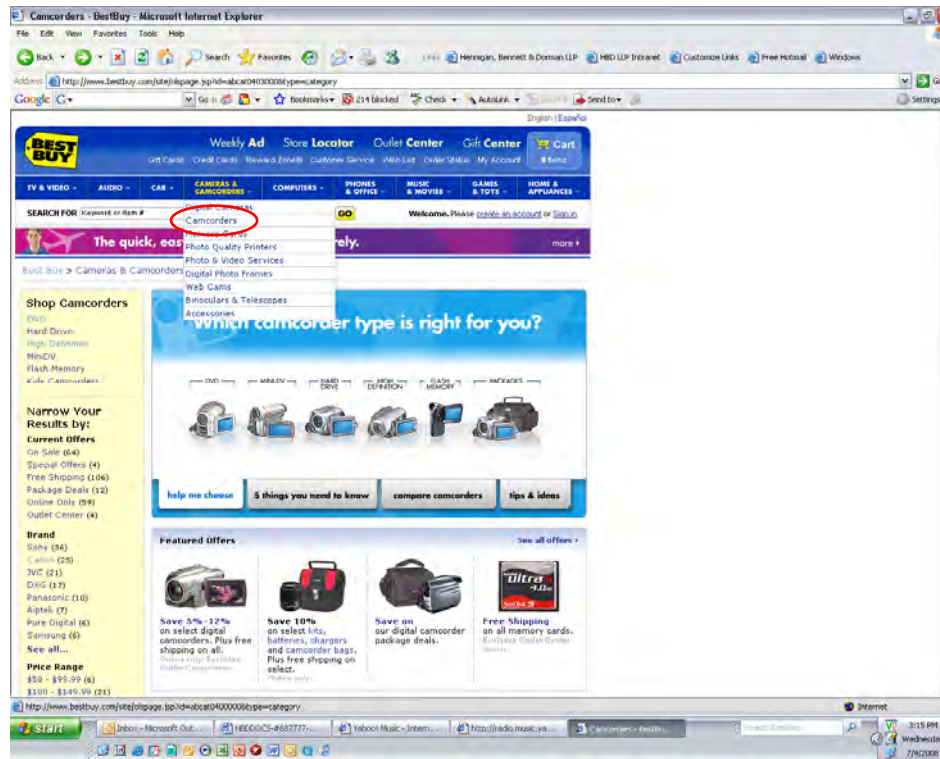 Camcorders - BestBuy - Microsoft Internet Explorer
File Edit View Favorites Tools Help
Back Search Favorites Links Hennigan, Bennett & Dorman LLP HBD LLP Intranet Customize Links Free Hotmail Windows
Address http://www.bestbuy.com/site/olspage.jsp?id=abcat0403000&type=category
Google Go Bookmarks 214 blocked Check AutoLink Send to Settings
English | Español
BEST BUY
Weekly Ad Store Locator Outlet Center Gift Center Cart
Gift Cards Credit Cards Reward Zone® Customer Service Wish List Order Status My Account 0 Items
TV & VIDEO AUDIO CAR CAMERAS & CAMCORDERS COMPUTERS PHONES & OFFICE MUSIC & MOVIES GAMES & TOYS HOME & APPLIANCES
SEARCH FOR Keyword or Item # GO Welcome. Please create an account or Sign in
Digital Cameras
Camcorders
Memory Cards
Photo Quality Printers
Photo & Video Services
Digital Photo Frames
Web Cams
Binoculars & Telescopes
Accessories
The quick, eas rely. more
Best Buy > Cameras & Camcorders
Shop Camcorders
DVD
Hard Drive
High Definition
MiniDV
Flash Memory
Kids Camcorders
Narrow Your
Results by:
Current Offers
On Sale (64)
Special Offers (4)
Free Shipping (106)
Package Deals (12)
Online Only (59)
Outlet Center (4)
Brand
Sony (36)
Canon (25)
JVC (21)
DXG (17)
Panasonic (10)
Aiptek (7)
Pure Digital (6)
Samsung (6)
See all...
Price Range
$50 - $99.99 (6)
$100 - $149.99 (21)
Which camcorder type is right for you?
DVD MINI DV HARD DRIVE HIGH DEFINITION FLASH MEMORY PACKAGES
help me choose 5 things you need to know compare camcorders tips & ideas
Featured Offers See all offers
Ultra
4.0
Save 5%-12%
on select digital
camcorders. Plus free
shipping on all.
Save 10%
on select kits,
batteries, chargers
and camcorder bags.
Plus free shipping on
select.
Save on
our digital camcorder
package deals.
Free Shipping
on all memory cards.
http://www.bestbuy.com/site/olspage.jsp?id=abcat0400000&type=category Internet
start Inbox - Microsoft Out... HBDDOCS-#687777-... Yahoo! Music - Intern... http://radio.music.ya... Camcorders - BestBu...
3:15 PM
Wednesda
7/9/2008